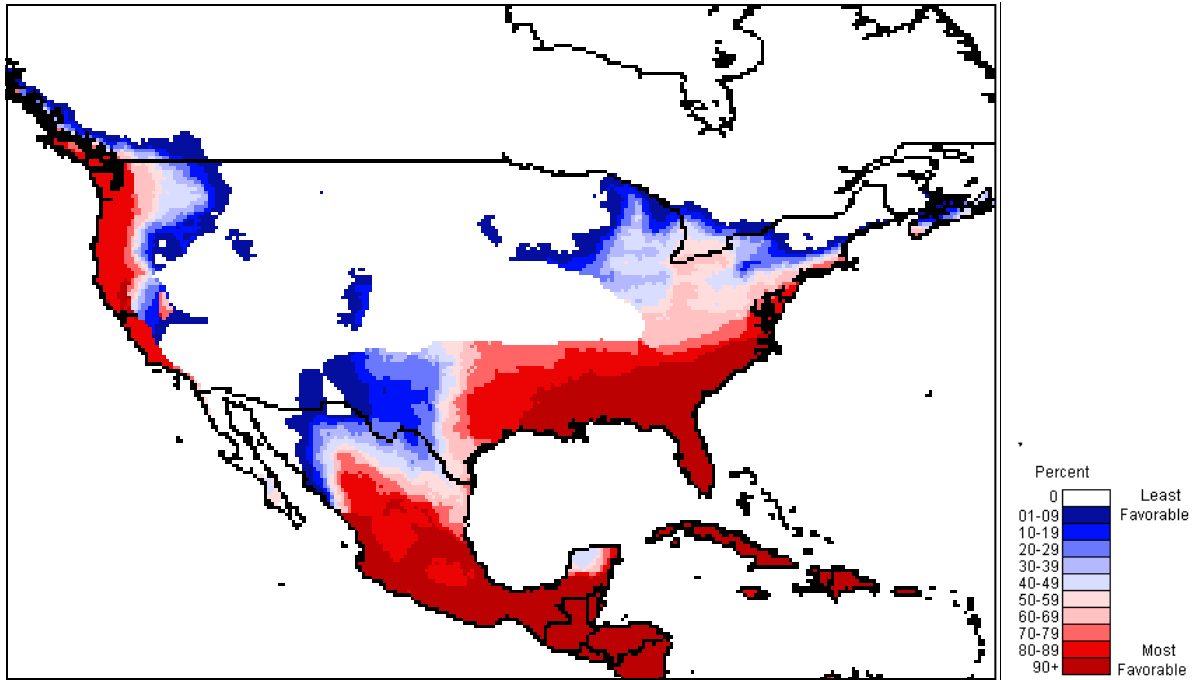 Percent
0 Least
01-09 Favorable
10-19
20-29
30-39
40-49
50-59
60-69
70-79
80-89 Most
90+ Favorable